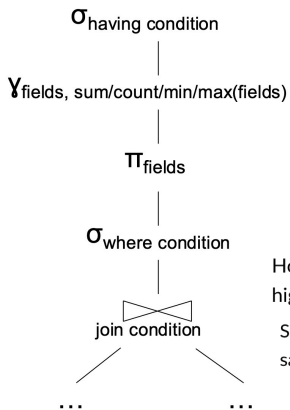 σhaving condition
γfields, sum/count/min/max(fields)
πfields
σwhere condition
join condition
... ...